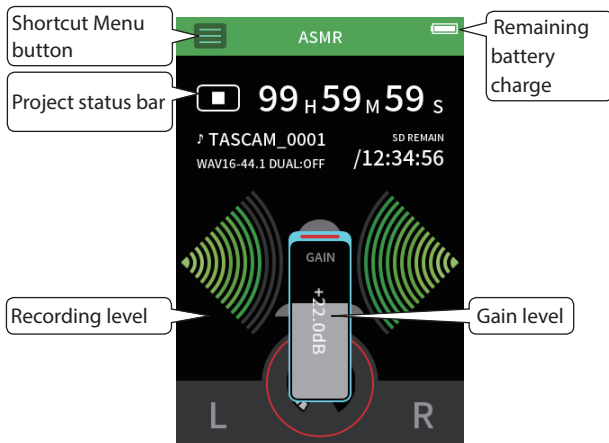 Shortcut Menu
button
ASMR
Remaining
battery
charge
Project status bar
99 H 59 M 59 S
♪ TASCAM_0001
SD REMAIN
WAV16-44.1 DUAL:OFF
/12:34:56
GAIN
+22.0dB
Recording level
Gain level
L
R